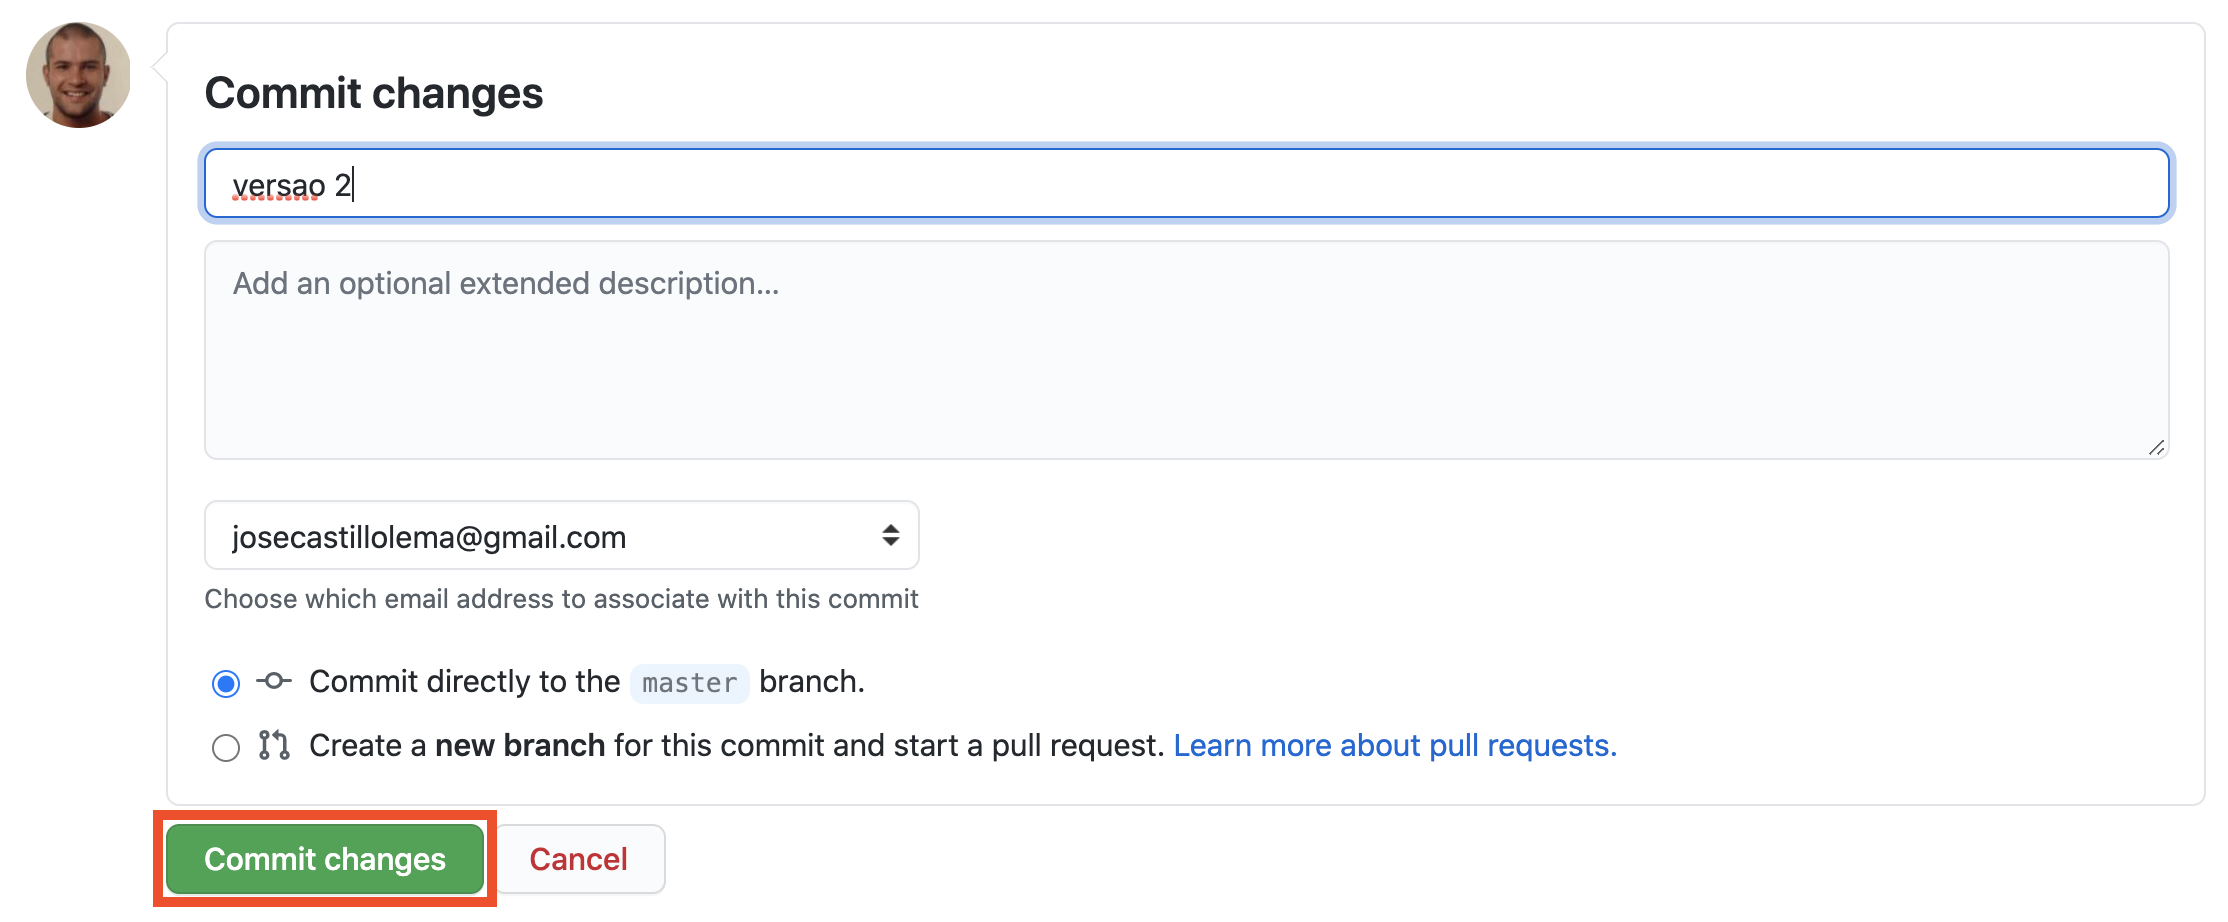 Commit changes
versao 2
Add an optional extended description...
josecastillolema@gmail.com
Choose which email address to associate with this commit
Commit directly to the master branch.
Create a new branch for this commit and start a pull request. Learn more about pull requests.
Commit changes Cancel